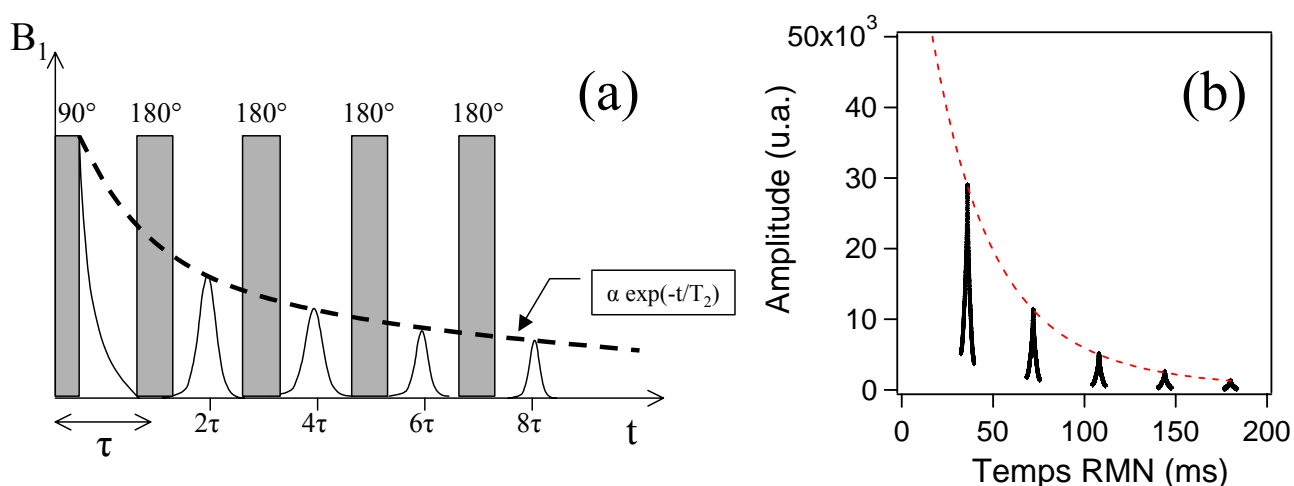 B₁
(a)
90° 180° 180° 180° 180°
α exp(-t/T₂)
2τ 4τ 6τ 8τ t
τ
(b)
50x10³
40
30
20
10
0
Amplitude (u.a.)
0 50 100 150 200
Temps RMN (ms)